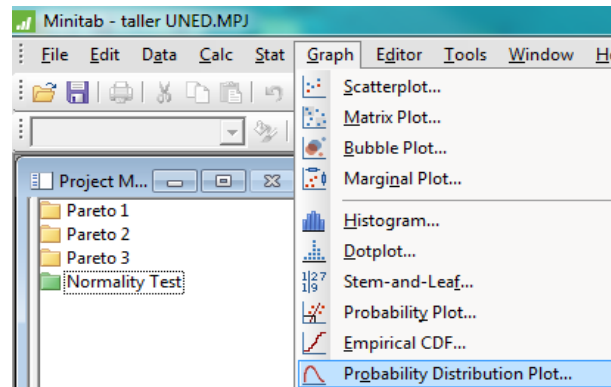 Minitab - taller UNED.MPJ
File Edit Data Calc Stat Graph Editor Tools Window
Scatterplot...
Matrix Plot...
Bubble Plot...
Marginal Plot...
Project M...
Pareto 1
Pareto 2
Pareto 3
Normality Test
Histogram...
Dotplot...
Stem-and-Leaf...
Probability Plot...
Empirical CDF...
Probability Distribution Plot...